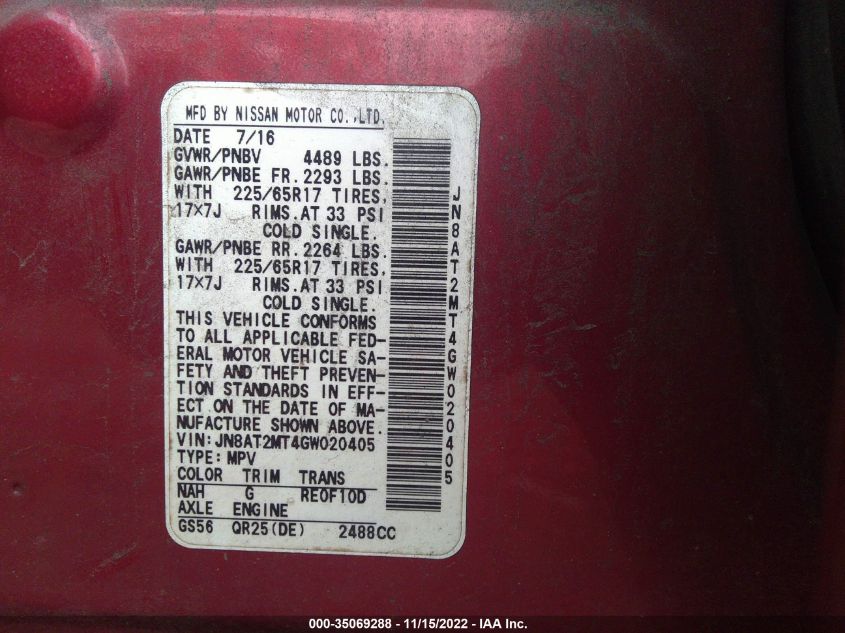 MFD BY NISSAN MOTOR CO.,LTD.
DATE 7/16
GVWR/PNBV 4489 LBS.
GAWR/PNBE FR. 2293 LBS.
WITH 225/65R17 TIRES,
17×7J RIMS.AT 33 PSI
COLD SINGLE.
GAWR/PNBE RR. 2264 LBS.
WITH 225/65R17 TIRES,
17×7J RIMS.AT 33 PSI
COLD SINGLE.
THIS VEHICLE CONFORMS
TO ALL APPLICABLE FED-
ERAL MOTOR VEHICLE SA-
FETY AND THEFT PREVEN-
TION STANDARDS IN EFF-
ECT ON THE DATE OF MA-
NUFACTURE SHOWN ABOVE.
VIN:JN8AT2MT4GW020405
TYPE: MPV
COLOR TRIM TRANS
NAH G RE0F10D
AXLE ENGINE
GS56 QR25(DE) 2488CC
JN8AT2MT4GW020405
000-35069288 - 11/15/2022 - IAA Inc.